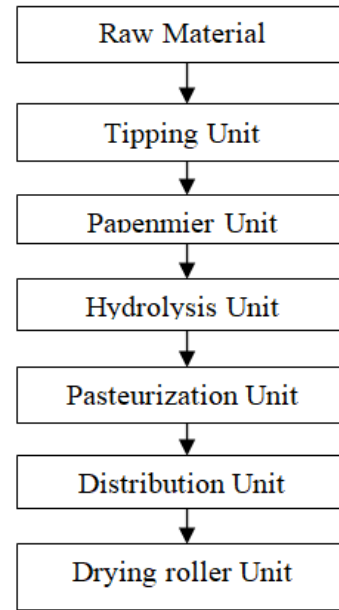 Raw Material
Tipping Unit
Papenmier Unit
Hydrolysis Unit
Pasteurization Unit
Distribution Unit
Drying roller Unit